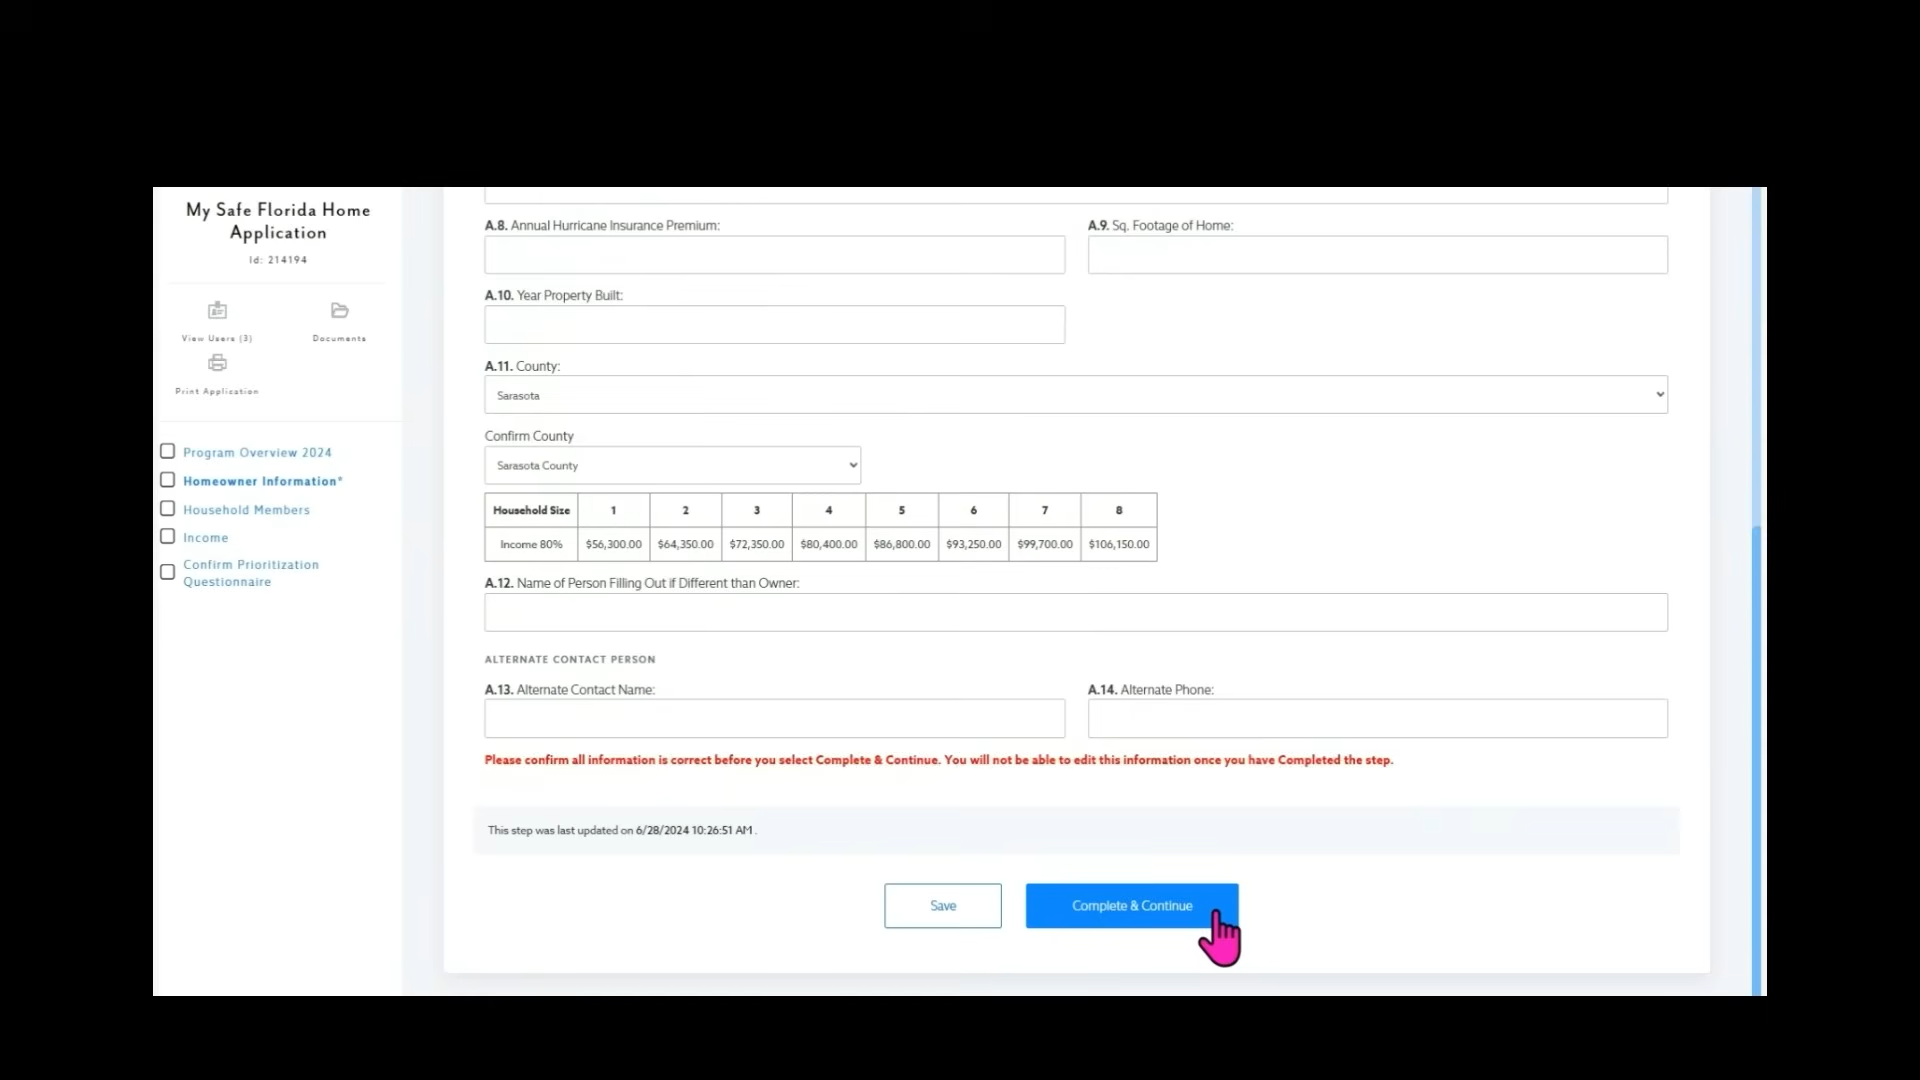 My Safe Florida Home
Application
Id: 214194
View Users (3)
Documents
Print Application
Program Overview 2024
Homeowner Information*
Household Members
Income
Confirm Prioritization
Questionnaire
A.8. Annual Hurricane Insurance Premium:
A.9. Sq. Footage of Home:
A.10. Year Property Built:
A.11. County:
Sarasota
Confirm County
Sarasota County
Household Size 1 2 3 4 5 6 7 8
Income 80% $56,300.00 $64,350.00 $72,350.00 $80,400.00 $86,800.00 $93,250.00 $99,700.00 $106,150.00
A.12. Name of Person Filling Out if Different than Owner:
ALTERNATE CONTACT PERSON
A.13. Alternate Contact Name:
A.14. Alternate Phone:
Please confirm all information is correct before you select Complete & Continue. You will not be able to edit this information once you have Completed the step.
This step was last updated on 6/28/2024 10:26:51 AM .
Save
Complete & Continue